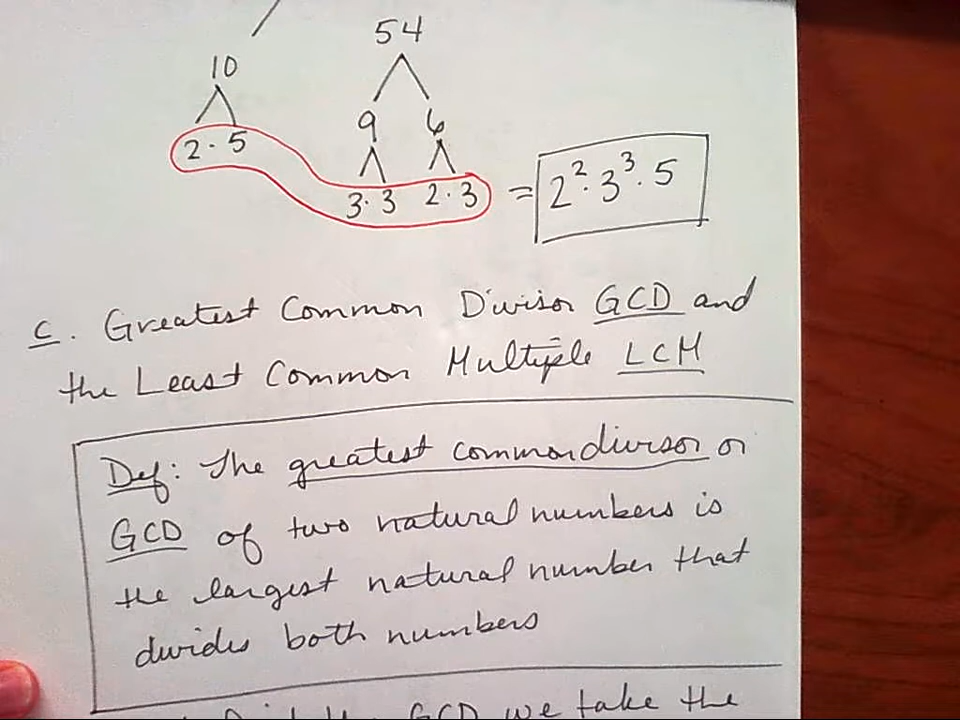 54
10
9 6
2 · 5
3 · 3 2 · 3 = 2² · 3³ · 5
c. Greatest Common Divisor GCD and
the Least Common Multiple LCM
Def: The greatest common divisor or
GCD of two natural numbers is
the largest natural number that
divides both numbers
GCD we take the